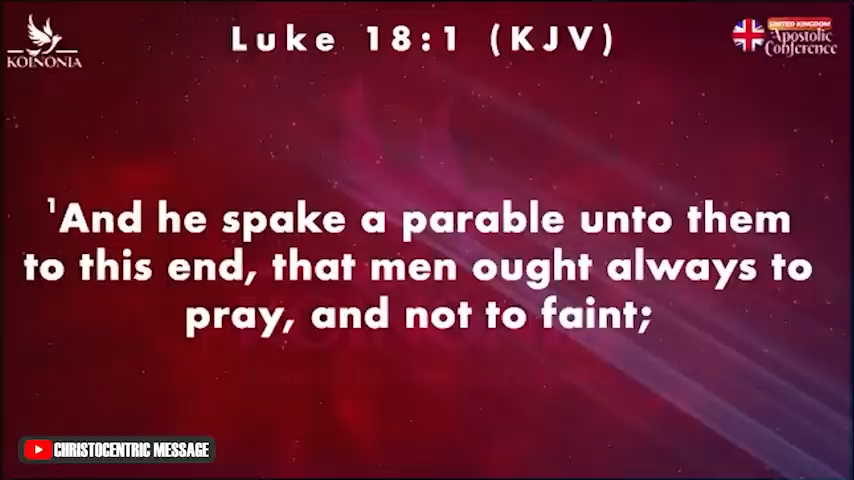 Luke 18:1 (KJV)
KOINONIA
UNITED KINGDOM
Apostolic
Conference
¹And he spake a parable unto them
to this end, that men ought always to
pray, and not to faint;
CHRISTOCENTRIC MESSAGE